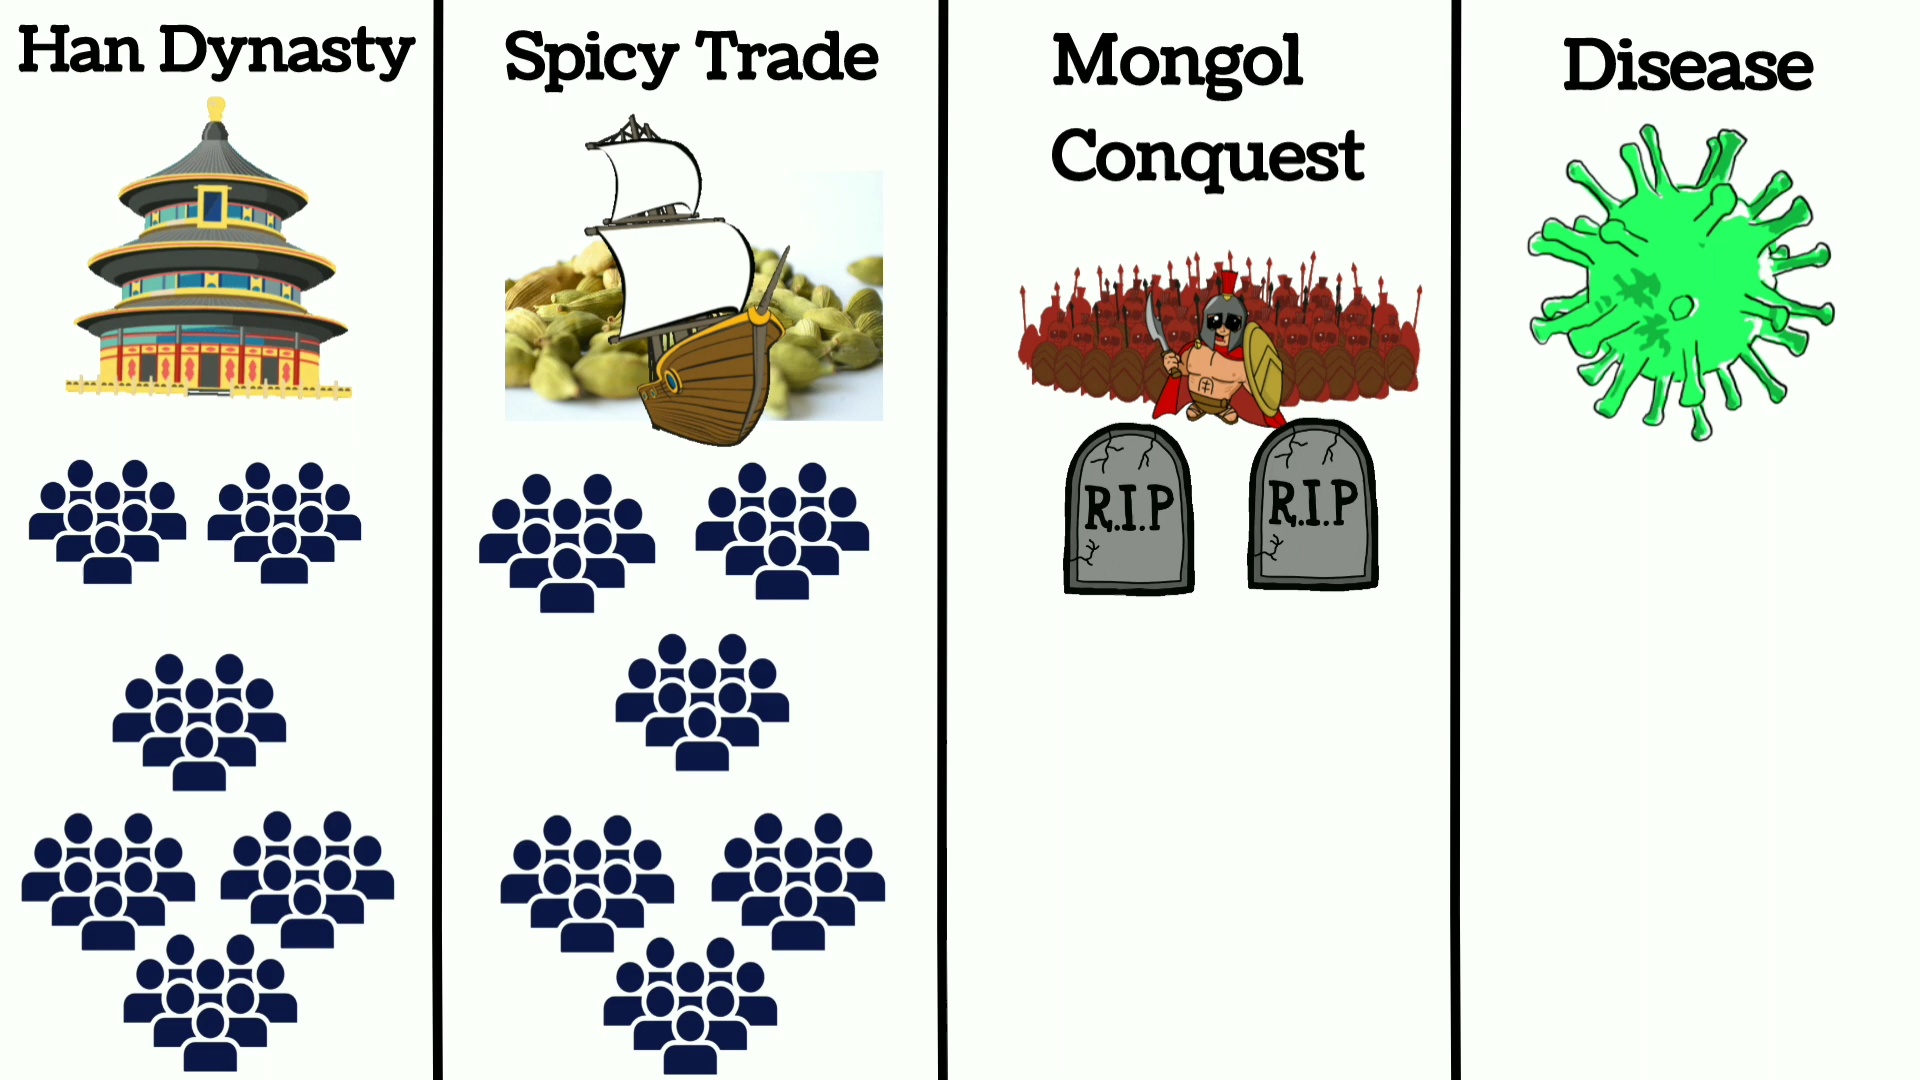 Han Dynasty
Spicy Trade
Mongol
Conquest
Disease
R.I.P
R.I.P